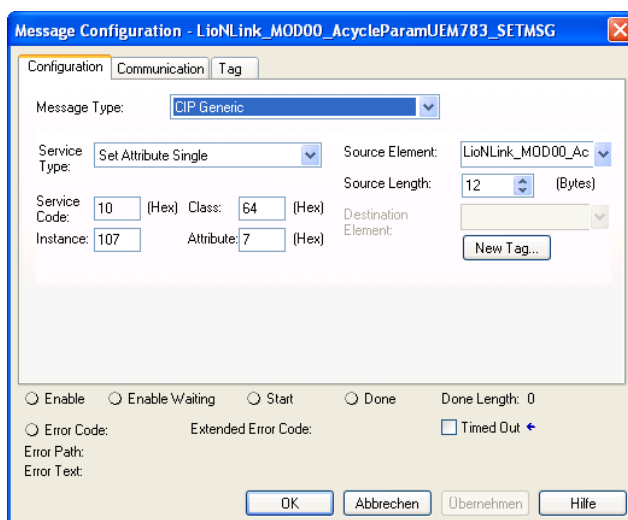 Message Configuration - LioNLink_MOD00_AcycleParamUEM783_SETMSG
Configuration Communication Tag
Message Type: CIP Generic
Service Type: Set Attribute Single
Source Element: LioNLink_MOD00_Ac
Source Length: 12 (Bytes)
Service Code: 10 (Hex) Class: 64 (Hex)
Destination Element:
Instance: 107 Attribute: 7 (Hex)
New Tag...
Enable Enable Waiting Start Done Done Length: 0
Error Code: Extended Error Code: Timed Out
Error Path:
Error Text:
OK Abbrechen Übernehmen Hilfe